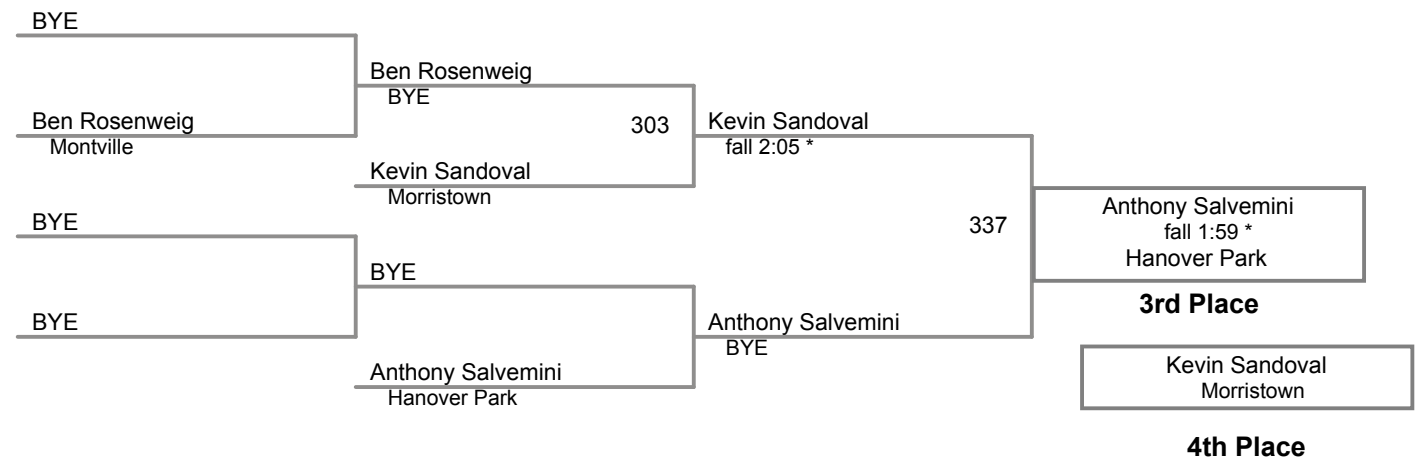 BYE
Ben Rosenweig
BYE
Ben Rosenweig
Montville
303
Kevin Sandoval
fall 2:05 *
Kevin Sandoval
Morristown
337
Anthony Salvemini
fall 1:59 *
Hanover Park
3rd Place
BYE
BYE
BYE
Anthony Salvemini
BYE
Anthony Salvemini
Hanover Park
Kevin Sandoval
Morristown
4th Place